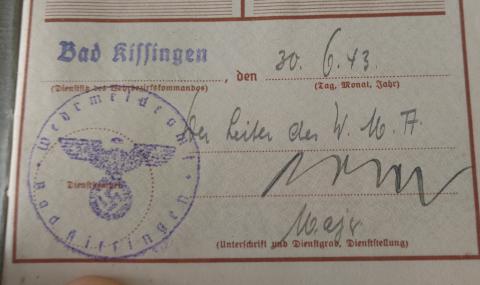 Bad Kissingen
, den 30. 6. 43.
(Dienstsitz des Wehrbezirkskommandos)
(Tag, Monat, Jahr)
Der Leiter des W. M. A.
Wehrmeldeamt
Bad Kissingen
Dienststempel
Major
(Unterschrift und Dienstgrad, Dienststellung)